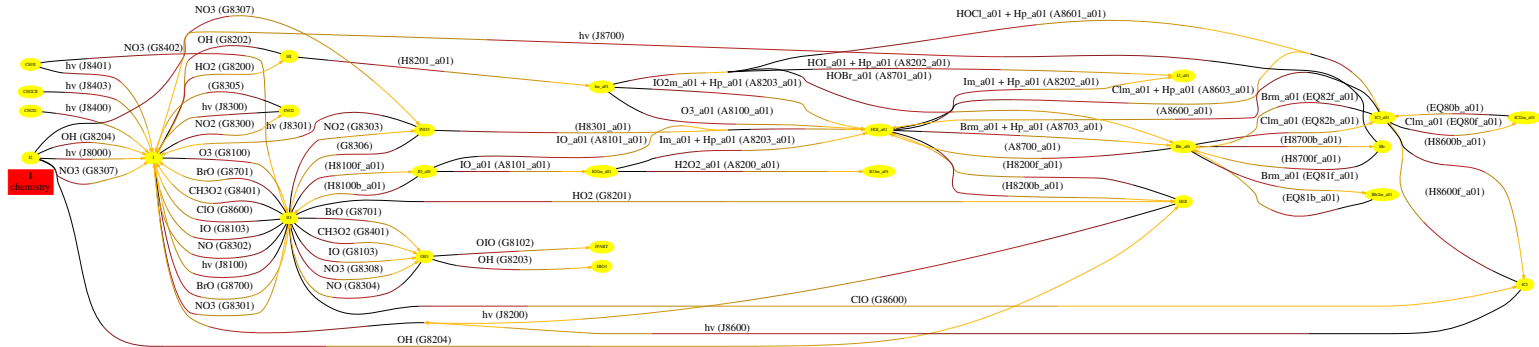 NO3 (G8307)
NO3 (G8402)
OH (G8202)
hv (J8401)
HO2 (G8200)
hv (J8403)
(G8305)
hv (J8400)
hv (J8300)
NO2 (G8300)
hv (J8301)
OH (G8204)
hv (J8000)
NO3 (G8307)
I
chemistry
O3 (G8100)
BrO (G8701)
CH3O2 (G8401)
ClO (G8600)
IO (G8103)
NO (G8302)
hv (J8100)
BrO (G8700)
NO3 (G8301)
NO2 (G8303)
(G8306)
(H8100f_a01)
(H8100b_a01)
BrO (G8701)
CH3O2 (G8401)
IO (G8103)
NO3 (G8308)
NO (G8304)
OIO (G8102)
OH (G8203)
HO2 (G8201)
(H8201_a01)
(H8301_a01)
IO_a01 (A8101_a01)
IO_a01 (A8101_a01)
Im_a01 + Hp_a01 (A8203_a01)
H2O2_a01 (A8200_a01)
IO2m_a01 + Hp_a01 (A8203_a01)
O3_a01 (A8100_a01)
hv (J8700)
HOCl_a01 + Hp_a01 (A8601_a01)
HOI_a01 + Hp_a01 (A8202_a01)
HOBr_a01 (A8701_a01)
Im_a01 + Hp_a01 (A8202_a01)
Clm_a01 + Hp_a01 (A8603_a01)
(A8600_a01)
Brm_a01 + Hp_a01 (A8703_a01)
(A8700_a01)
(H8200f_a01)
(H8200b_a01)
Brm_a01 (EQ82f_a01)
Clm_a01 (EQ82b_a01)
(H8700b_a01)
(H8700f_a01)
Brm_a01 (EQ81f_a01)
(EQ81b_a01)
(EQ80b_a01)
Clm_a01 (EQ80f_a01)
(H8600b_a01)
(H8600f_a01)
ClO (G8600)
hv (J8200)
hv (J8600)
OH (G8204)